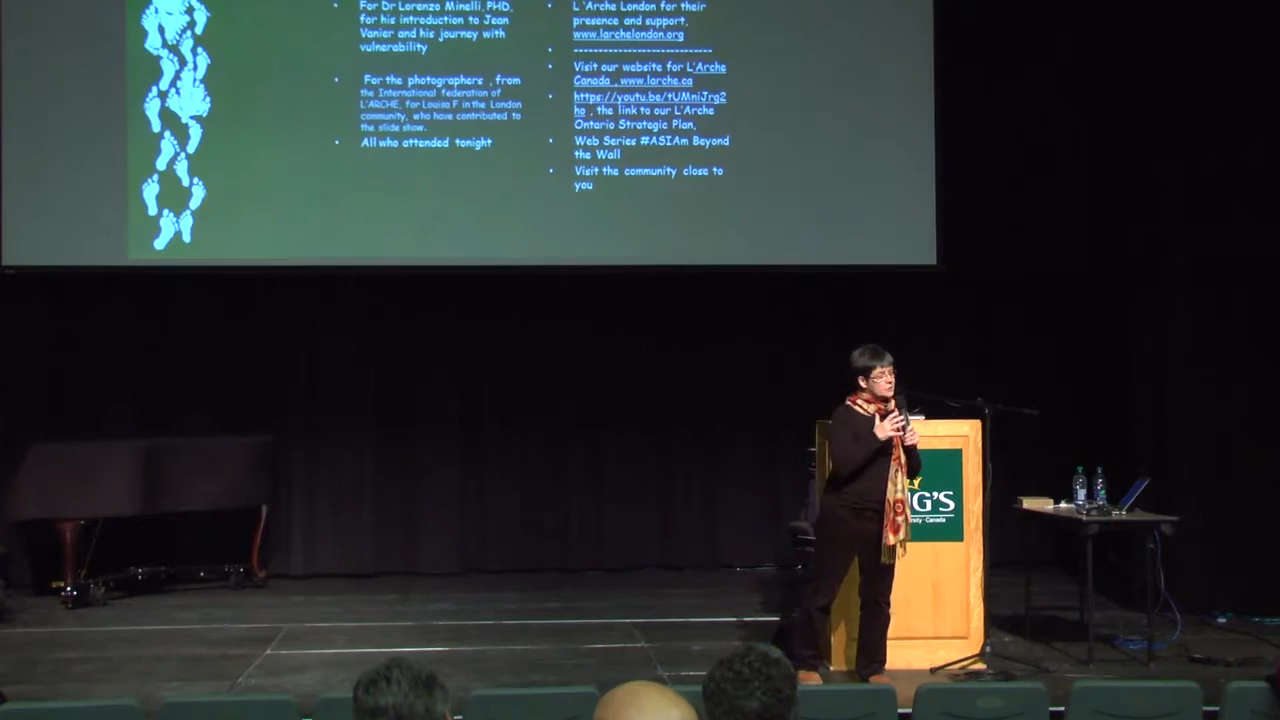 For Dr Lorenzo Minelli, PHD,
for his introduction to Jean
Vanier and his journey with
vulnerability
For the photographers , from
the International federation of
L'ARCHE, for Louisa F in the London
community, who have contributed to
the slide show.
All who attended tonight
L 'Arche London for their
presence and support,
www.larchelondon.org
----------------------------
Visit our website for L'Arche
Canada , www.larche.ca
https://youtu.be/tUMniJrg2
ho , the link to our L'Arche
Ontario Strategic Plan,
Web Series #ASIAm Beyond
the Wall
Visit the community close to
you
NG'S
rsity · Canada